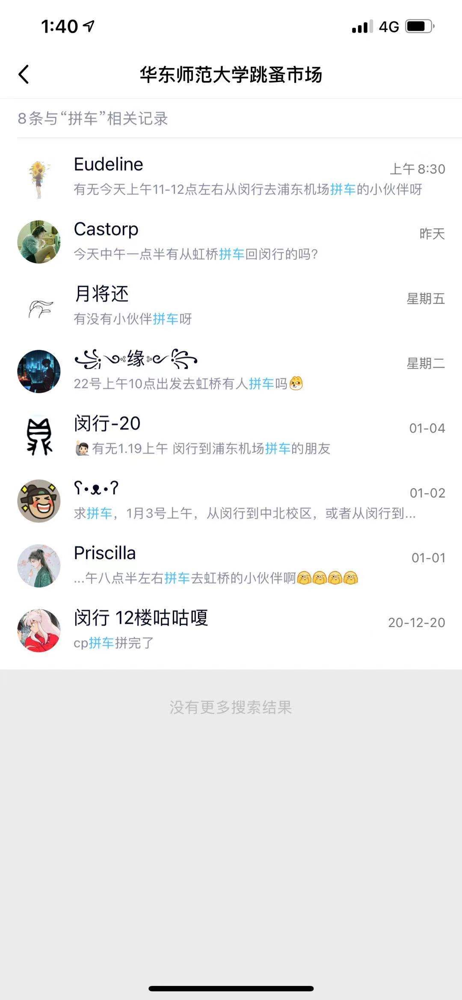 1:40
4G
华东师范大学跳蚤市场
8条与“拼车”相关记录
Eudeline
上午8:30
有无今天上午11-12点左右从闵行去浦东机场拼车的小伙伴呀
Castorp
昨天
今天中午一点半有从虹桥拼车回闵行的吗?
月将还
星期五
有没有小伙伴拼车呀
缘
星期二
22号上午10点出发去虹桥有人拼车吗
闵行-20
01-04
🙋🏻‍♂️有无1.19上午 闵行到浦东机场拼车的朋友
ʕ•ᴥ•ʔ
01-02
求拼车，1月3号上午，从闵行到中北校区，或者从闵行到...
Priscilla
01-01
...午八点半左右拼车去虹桥的小伙伴啊
闵行 12楼咕咕嘎
20-12-20
cp拼车拼完了
没有更多搜索结果